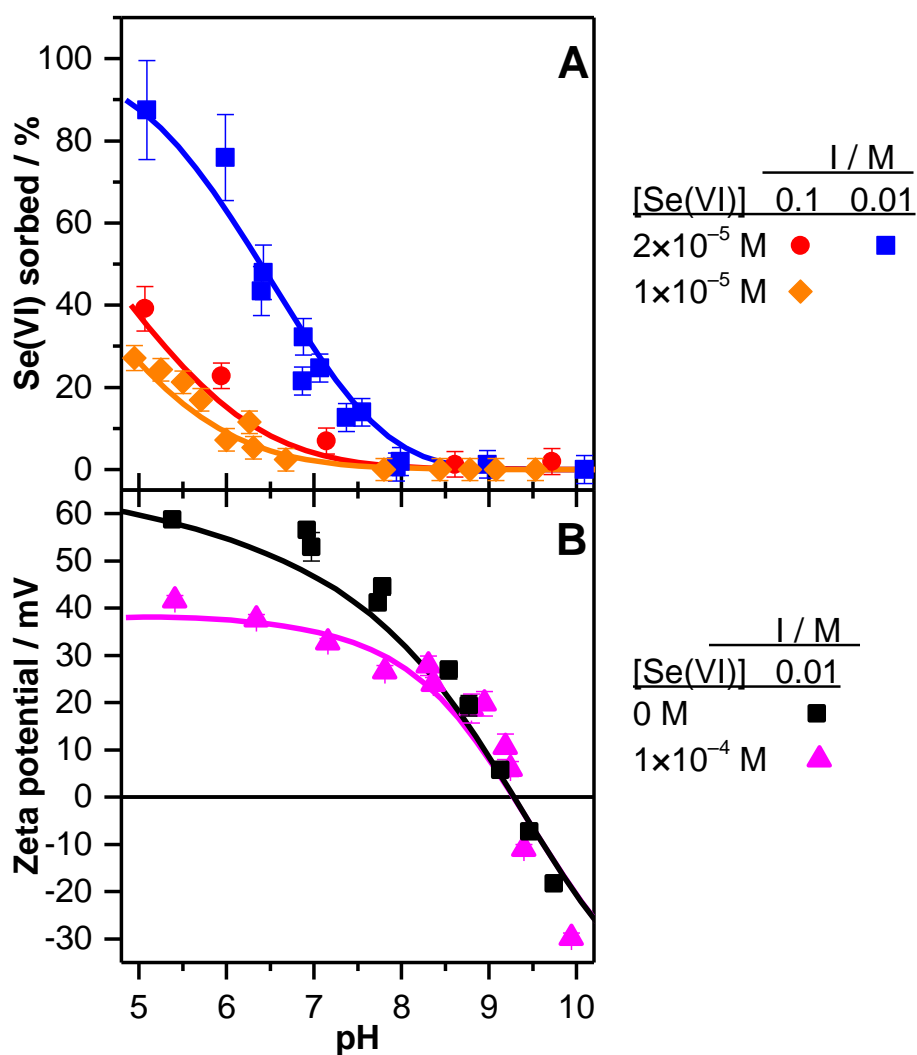 A
100
80
60
40
20
0
Se(VI) sorbed / %
I / M
[Se(VI)] 0.1 0.01
2×10⁻⁵ M
1×10⁻⁵ M
B
60
50
40
30
20
10
0
-10
-20
-30
Zeta potential / mV
I / M
[Se(VI)] 0.01
0 M
1×10⁻⁴ M
5 6 7 8 9 10
pH